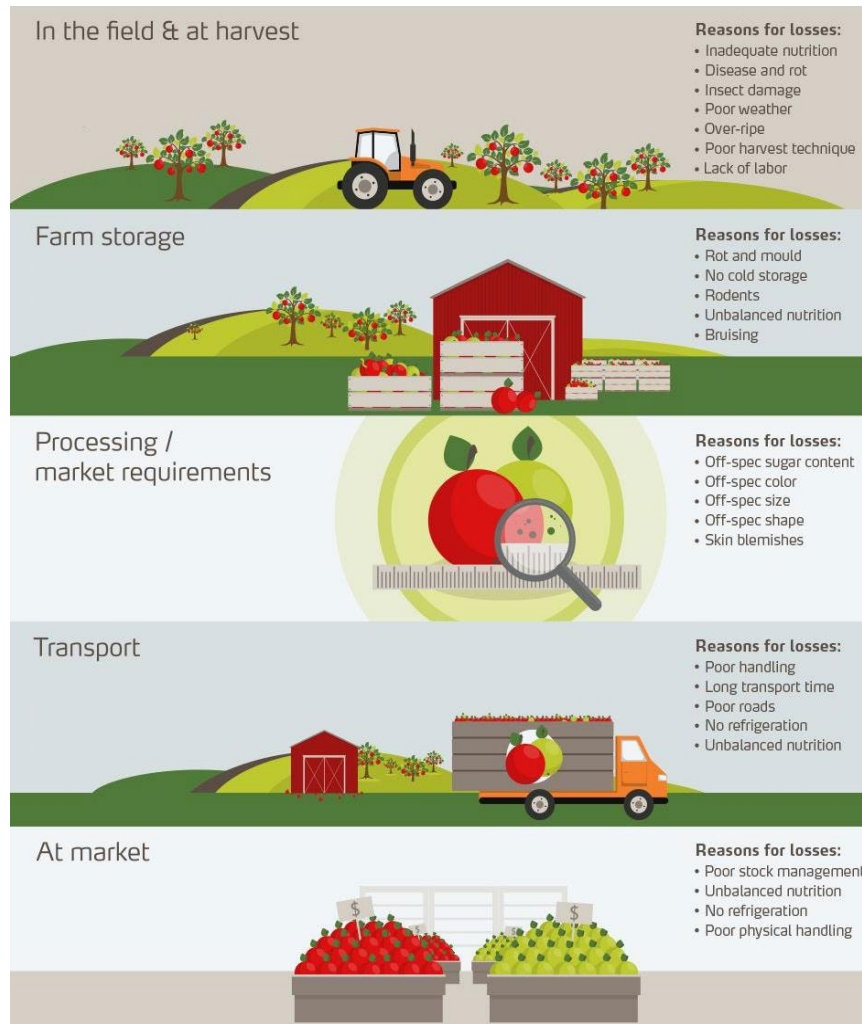 In the field & at harvest
Reasons for losses:
• Inadequate nutrition
• Disease and rot
• Insect damage
• Poor weather
• Over-ripe
• Poor harvest technique
• Lack of labor
Farm storage
Reasons for losses:
• Rot and mould
• No cold storage
• Rodents
• Unbalanced nutrition
• Bruising
Processing /
market requirements
Reasons for losses:
• Off-spec sugar content
• Off-spec color
• Off-spec size
• Off-spec shape
• Skin blemishes
Transport
Reasons for losses:
• Poor handling
• Long transport time
• Poor roads
• No refrigeration
• Unbalanced nutrition
At market
Reasons for losses:
• Poor stock management
• Unbalanced nutrition
• No refrigeration
• Poor physical handling
$
$
$
$